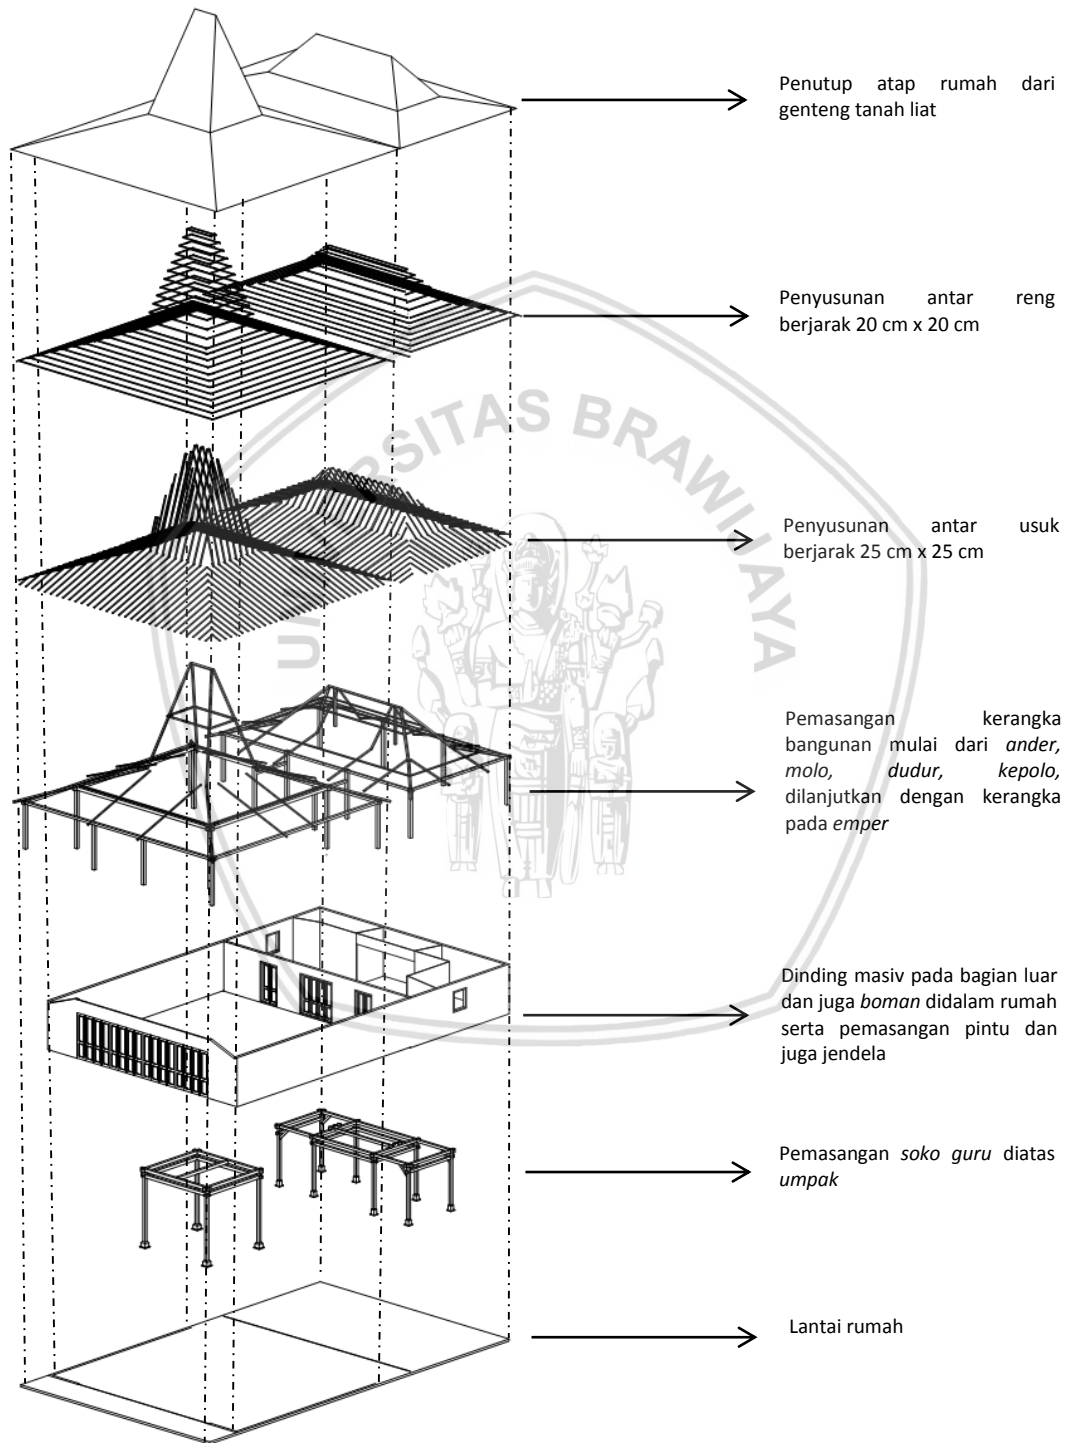 Penutup atap rumah dari
genteng tanah liat
Penyusunan antar reng
berjarak 20 cm x 20 cm
UNIVERSITAS BRAWIJAYA
Penyusunan antar usuk
berjarak 25 cm x 25 cm
Pemasangan kerangka
bangunan mulai dari ander,
molo, dudur, kepolo,
dilanjutkan dengan kerangka
pada emper
Dinding masiv pada bagian luar
dan juga boman didalam rumah
serta pemasangan pintu dan
juga jendela
Pemasangan soko guru diatas
umpak
Lantai rumah